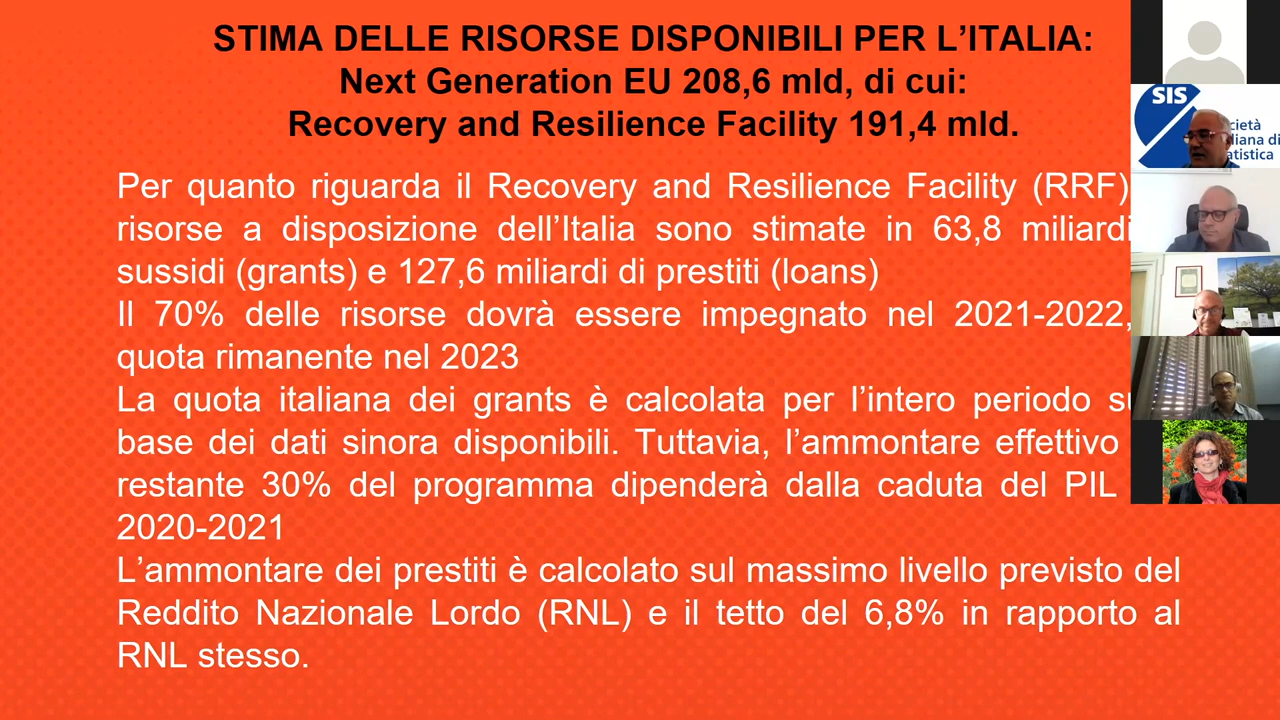 STIMA DELLE RISORSE DISPONIBILI PER L’ITALIA:
Next Generation EU 208,6 mld, di cui:
Recovery and Resilience Facility 191,4 mld.
Per quanto riguarda il Recovery and Resilience Facility (RRF)
risorse a disposizione dell’Italia sono stimate in 63,8 miliardi
sussidi (grants) e 127,6 miliardi di prestiti (loans)
Il 70% delle risorse dovrà essere impegnato nel 2021-2022,
quota rimanente nel 2023
La quota italiana dei grants è calcolata per l’intero periodo
base dei dati sinora disponibili. Tuttavia, l’ammontare effettivo
restante 30% del programma dipenderà dalla caduta del PIL
2020-2021
L’ammontare dei prestiti è calcolato sul massimo livello previsto del
Reddito Nazionale Lordo (RNL) e il tetto del 6,8% in rapporto al
RNL stesso.
SIS